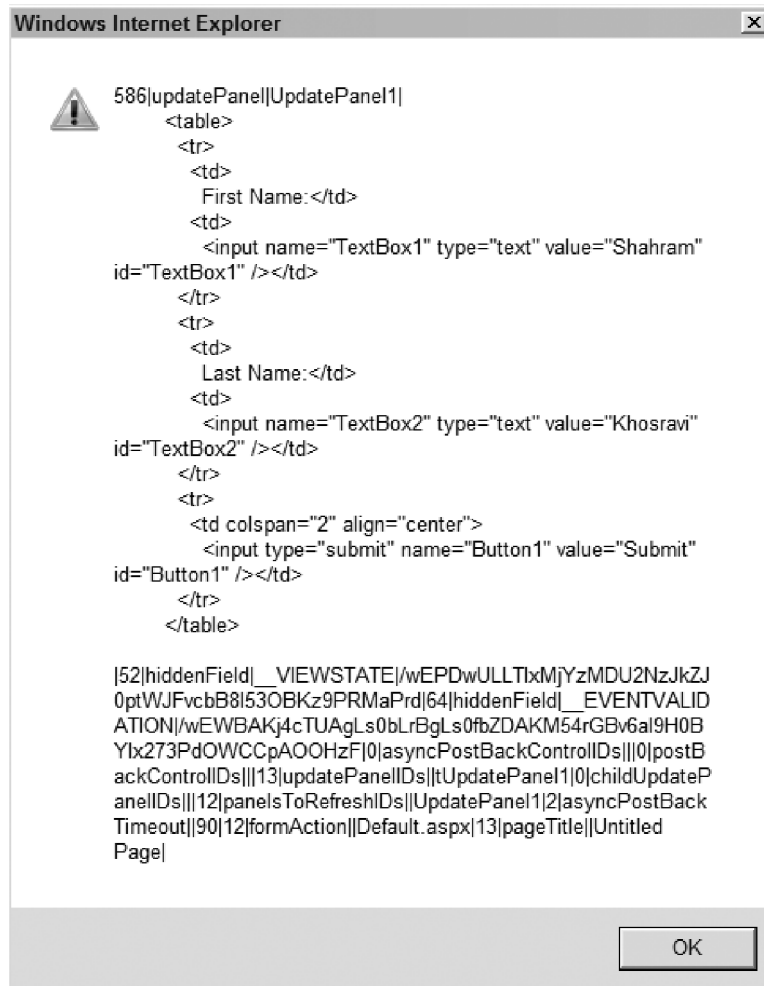 Windows Internet Explorer
586|updatePanel|UpdatePanel1|
<table>
<tr>
<td>
First Name:</td>
<td>
<input name="TextBox1" type="text" value="Shahram"
id="TextBox1" /></td>
</tr>
<tr>
<td>
Last Name:</td>
<td>
<input name="TextBox2" type="text" value="Khosravi"
id="TextBox2" /></td>
</tr>
<tr>
<td colspan="2" align="center">
<input type="submit" name="Button1" value="Submit"
id="Button1" /></td>
</tr>
</table>
|52|hiddenField|__VIEWSTATE|/wEPDwULLTIxMjYzMDU2NzJkZJ
0ptWJFvcbB8I53OBKz9PRMaPrd|64|hiddenField|__EVENTVALID
ATION|/wEWBAKj4cTUAgLs0bLrBgLs0fbZDAKM54rGBv6aI9H0B
YIx273PdOWCCpAOOHzF|0|asyncPostBackControlIDs|||0|postB
ackControlIDs|||13|updatePanelIDs||tUpdatePanel1|0|childUpdateP
anelIDs|||12|panelsToRefreshIDs||UpdatePanel1|2|asyncPostBack
Timeout||90|12|formAction||Default.aspx|13|pageTitle||Untitled
Page|
OK